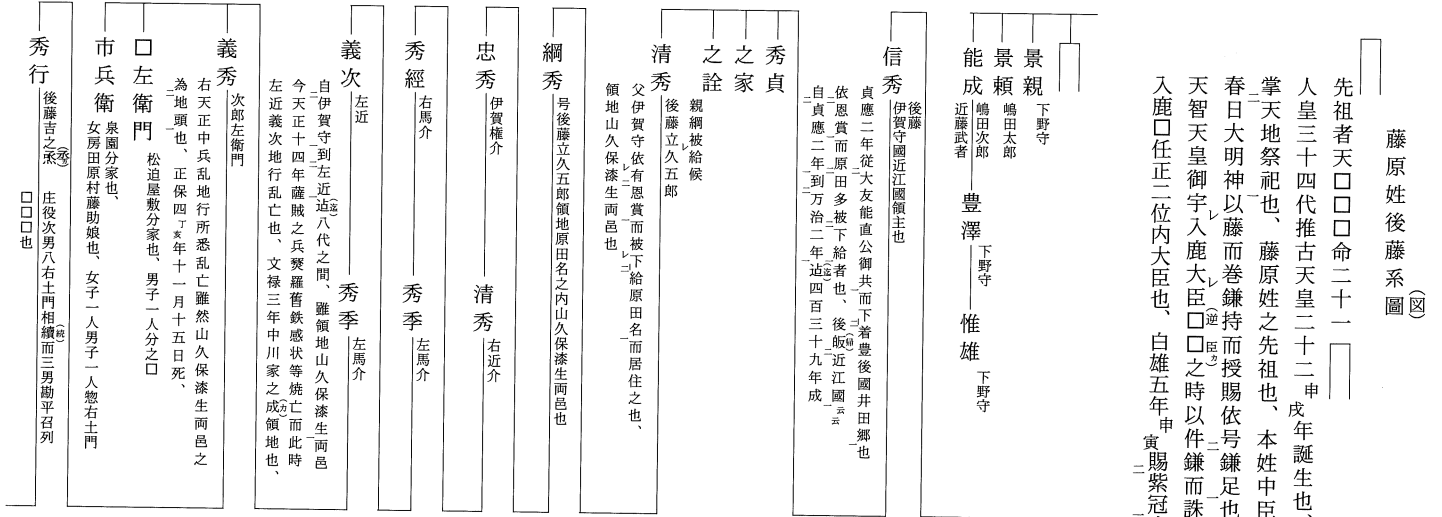 藤原姓後藤系圖(図)
先祖者天□□□命二十一
人皇三十四代推古天皇二十二申戌年誕生也、
掌天地祭祀也、藤原姓之先祖也、本姓中臣
春日大明神以藤而巻鎌持而授賜依号鎌足也
天智天皇御宇入鹿大臣□□(逆臣カ)之時以件鎌而誅
入鹿□任正二位内大臣也、白雄五年申寅賜紫冠
景親 下野守
景頼 嶋田太郎
能成 嶋田次郎 近藤武者
豊澤 下野守
惟雄 下野守
信秀 後藤 伊賀守國近江國領主也
貞應二年従大友能直公御共而下着豊後國井田郷也
依恩賞而原田多被下給者也、後皈(帰)近江國云云
自貞應二年到万治二年迠(迄)四百三十九年成
秀貞
之家
之詮 親綱被給候
清秀 後藤立久五郎
父伊賀守依有恩賞而被下給原田名而居住之也、
領地山久保漆生両邑也
綱秀 号後藤立久五郎領地原田名之内山久保漆生両邑也
忠秀 伊賀権介
清秀 右近介
秀經 右馬介
秀季 左馬介
義次 左近
秀季 左馬介
自伊賀守到左近迠(迄)八代之間、雖領地山久保漆生両邑
今天正十四年薩賊之兵燹羅舊鉄感状等焼亡而此時
左近義次地行乱亡也、文禄三年中川家之成(カ)領地也、
義秀 次郎左衛門
右天正中兵乱地行所悉乱亡雖然山久保漆生両邑之
為地頭也、正保四丁亥年十一月十五日死、
□左衛門 松迫屋敷分家也、男子一人分之□
市兵衛 泉園分家也、
女房田原村藤助娘也、女子一人男子一人惣右土門
秀行 後藤吉之烝(丞カ) 庄役次男八右土門相續(続)而三男勘平召列
□□□也